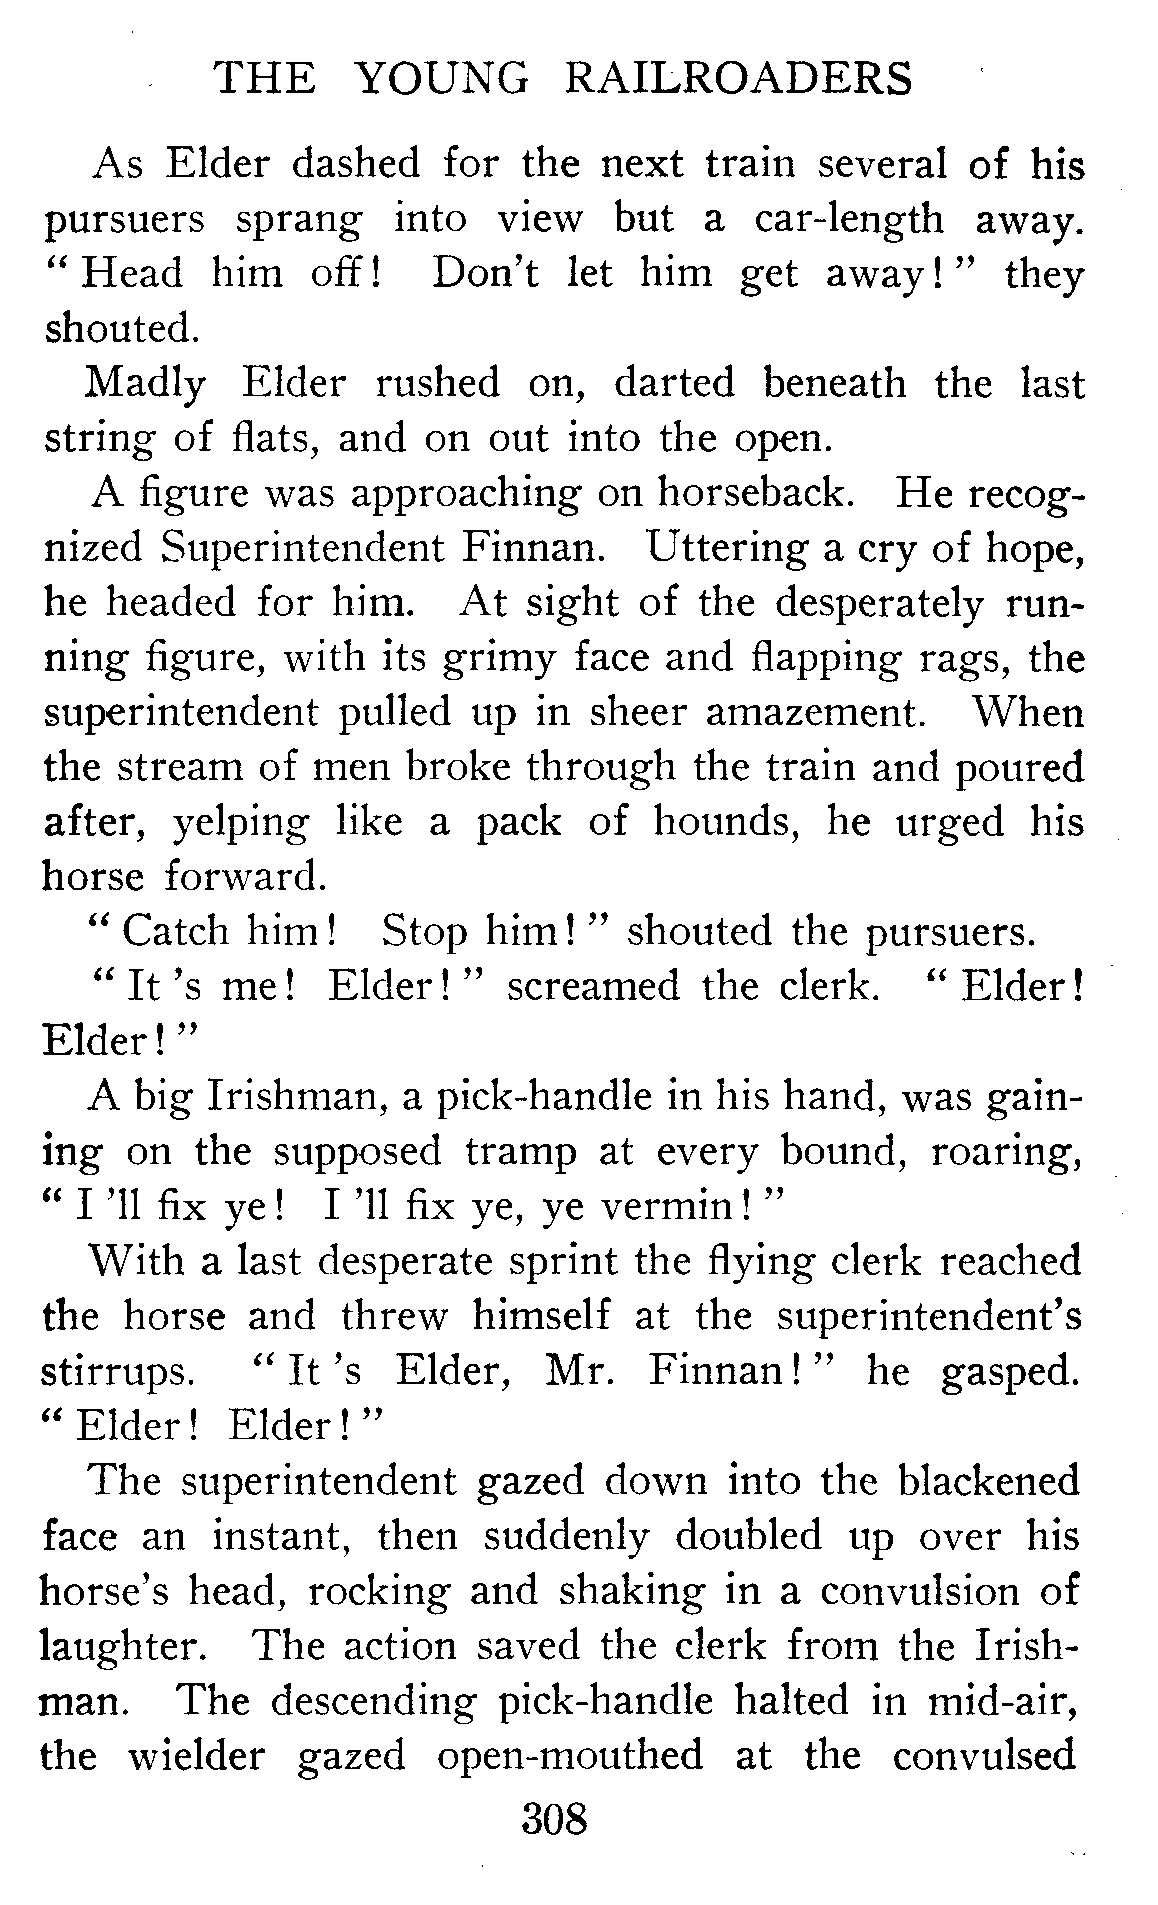 THE YOUNG RAILROADERS
As Elder dashed for the next train several of his
pursuers sprang into view but a car-length away.
“ Head him off! Don't let him get away! ” they
shouted.
Madly Elder rushed on, darted beneath the last
string of flats, and on out into the open.
A figure was approaching on horseback. He recog-
nized Superintendent Finnan. Uttering a cry of hope,
he headed for him. At sight of the desperately run-
ning figure, with its grimy face and flapping rags, the
superintendent pulled up in sheer amazement. When
the stream of men broke through the train and poured
after, yelping like a pack of hounds, he urged his
horse forward.
“ Catch him! Stop him! ” shouted the pursuers.
“ It 's me! Elder! ” screamed the clerk. “ Elder!
Elder! ”
A big Irishman, a pick-handle in his hand, was gain-
ing on the supposed tramp at every bound, roaring,
“ I 'll fix ye! I 'll fix ye, ye vermin! ”
With a last desperate sprint the flying clerk reached
the horse and threw himself at the superintendent's
stirrups. “ It 's Elder, Mr. Finnan! ” he gasped.
“ Elder! Elder! ”
The superintendent gazed down into the blackened
face an instant, then suddenly doubled up over his
horse's head, rocking and shaking in a convulsion of
laughter. The action saved the clerk from the Irish-
man. The descending pick-handle halted in mid-air,
the wielder gazed open-mouthed at the convulsed
308